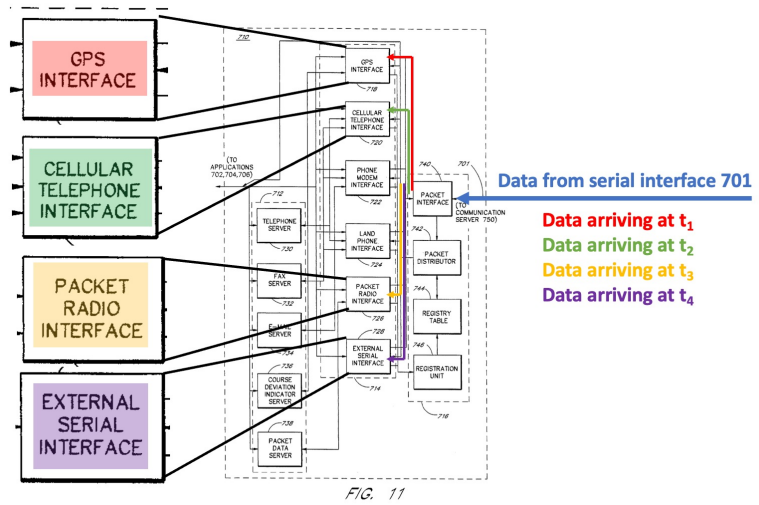 GPS
INTERFACE
CELLULAR
TELEPHONE
INTERFACE
PACKET
RADIO
INTERFACE
EXTERNAL
SERIAL
INTERFACE
710
GPS
INTERFACE
718
CELLULAR
TELEPHONE
INTERFACE
720
(TO
APPLICATIONS
702,704,706)
PHONE
MODEM
INTERFACE
722
712
TELEPHONE
SERVER
730
LAND
PHONE
INTERFACE
724
FAX
SERVER
732
PACKET
RADIO
INTERFACE
726
E-MAIL
SERVER
734
728
EXTERNAL
SERIAL
INTERFACE
714
736
COURSE
DEVIATION
INDICATOR
SERVER
738
PACKET
DATA
SERVER
740
701
PACKET
INTERFACE
(TO
COMMUNICATION
SERVER 750)
742
PACKET
DISTRIBUTOR
744
REGISTRY
TABLE
746
REGISTRATION
UNIT
716
Data from serial interface 701
Data arriving at t1
Data arriving at t2
Data arriving at t3
Data arriving at t4
FIG. 11